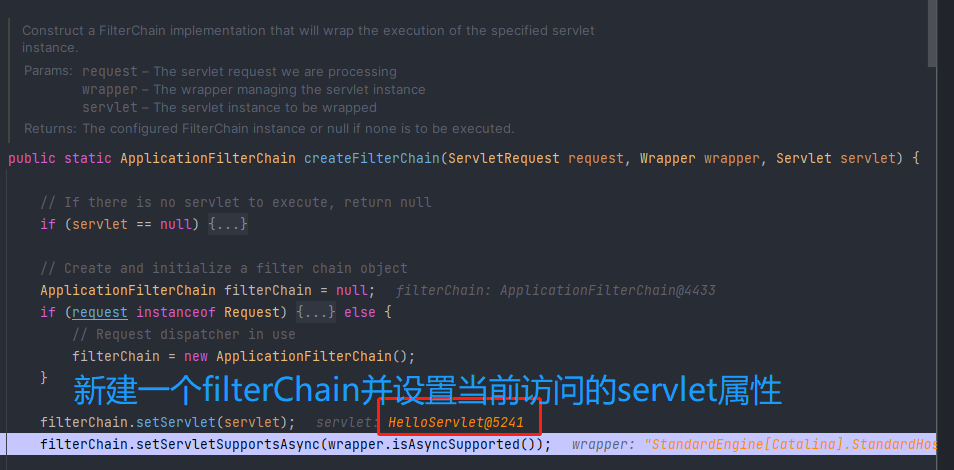 Construct a FilterChain implementation that will wrap the execution of the specified servlet
instance.
Params: request – The servlet request we are processing
wrapper – The wrapper managing the servlet instance
servlet – The servlet instance to be wrapped
Returns: The configured FilterChain instance or null if none is to be executed.
public static ApplicationFilterChain createFilterChain(ServletRequest request, Wrapper wrapper, Servlet servlet) {
// If there is no servlet to execute, return null
if (servlet == null) {...}
// Create and initialize a filter chain object
ApplicationFilterChain filterChain = null; filterChain: ApplicationFilterChain@4433
if (request instanceof Request) {...} else {
// Request dispatcher in use
filterChain = new ApplicationFilterChain();
}
新建一个filterChain并设置当前访问的servlet属性
filterChain.setServlet(servlet); servlet: HelloServlet@5241
filterChain.setServletSupportsAsync(wrapper.isAsyncSupported()); wrapper: "StandardEngine[Catalina].StandardHos